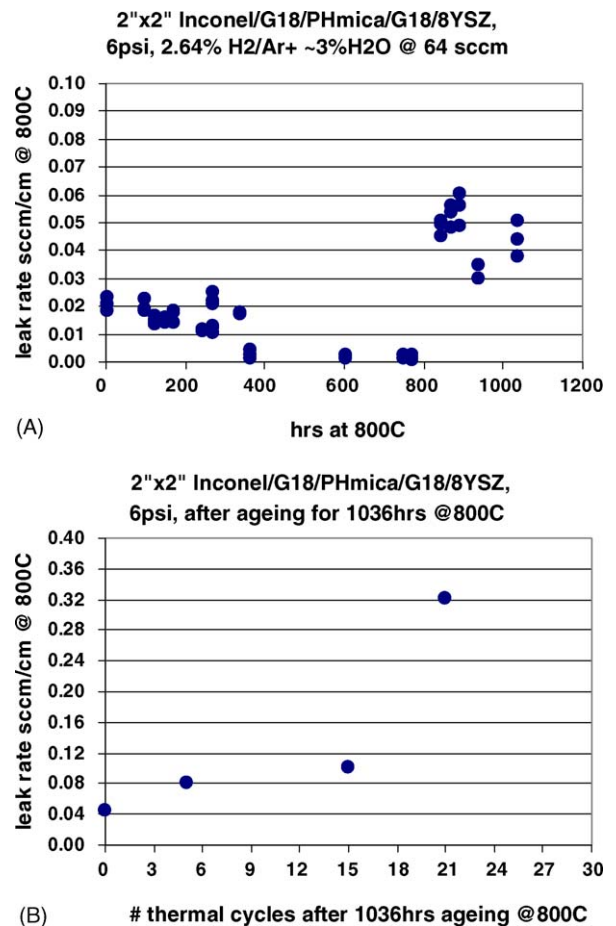 2"x2" Inconel/G18/PHmica/G18/8YSZ,
6psi, 2.64% H2/Ar+ ~3%H2O @ 64 sccm
leak rate sccm/cm @ 800C
0.10
0.09
0.08
0.07
0.06
0.05
0.04
0.03
0.02
0.01
0.00
0 200 400 600 800 1000 1200
hrs at 800C
(A)
2"x2" Inconel/G18/PHmica/G18/8YSZ,
6psi, after ageing for 1036hrs @800C
leak rate sccm/cm @ 800C
0.40
0.36
0.32
0.28
0.24
0.20
0.16
0.12
0.08
0.04
0.00
0 3 6 9 12 15 18 21 24 27 30
(B) # thermal cycles after 1036hrs ageing @800C